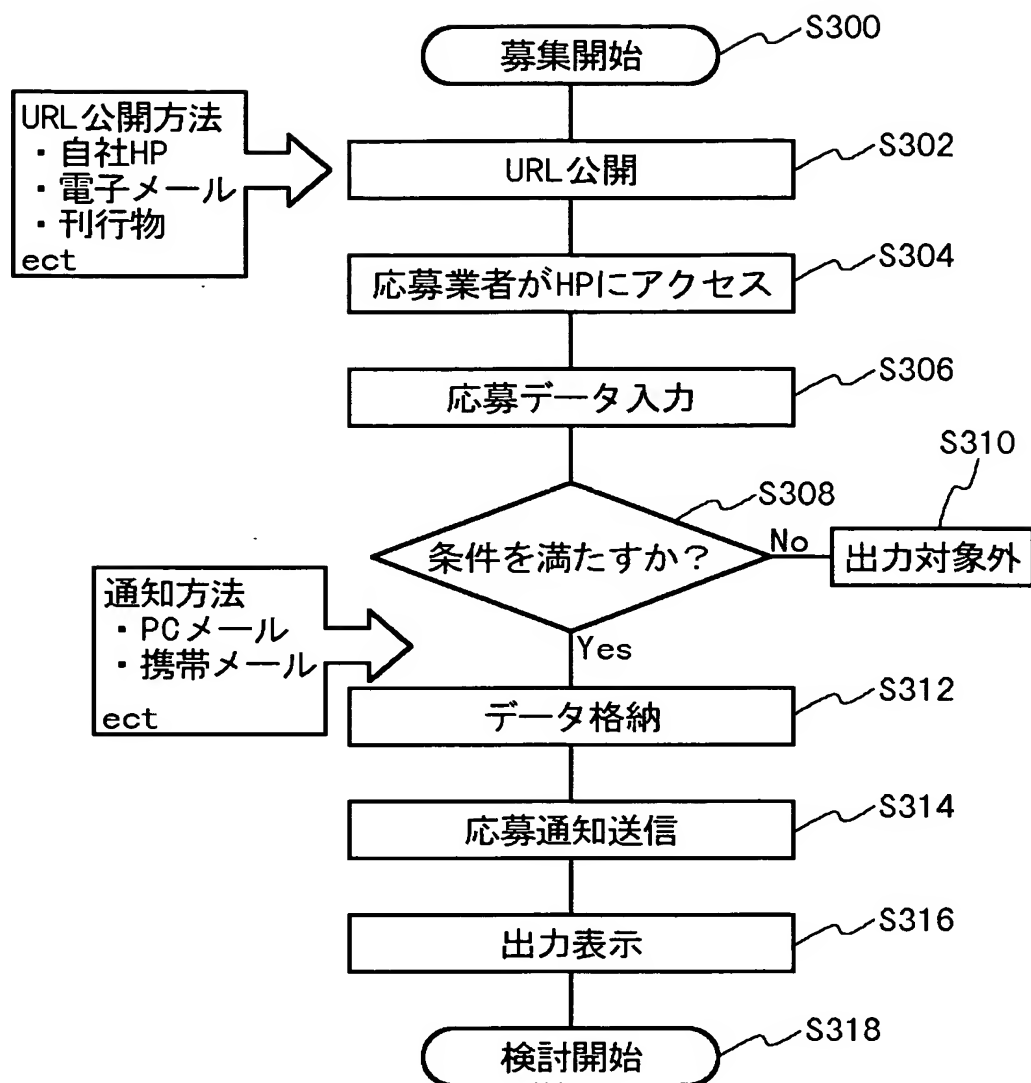 募集開始
S300
URL公開方法
・自社HP
・電子メール
・刊行物
ect
URL公開
S302
応募業者がHPにアクセス
S304
応募データ入力
S306
条件を満たすか？
S308
No
出力対象外
S310
Yes
通知方法
・PCメール
・携帯メール
ect
データ格納
S312
応募通知送信
S314
出力表示
S316
検討開始
S318